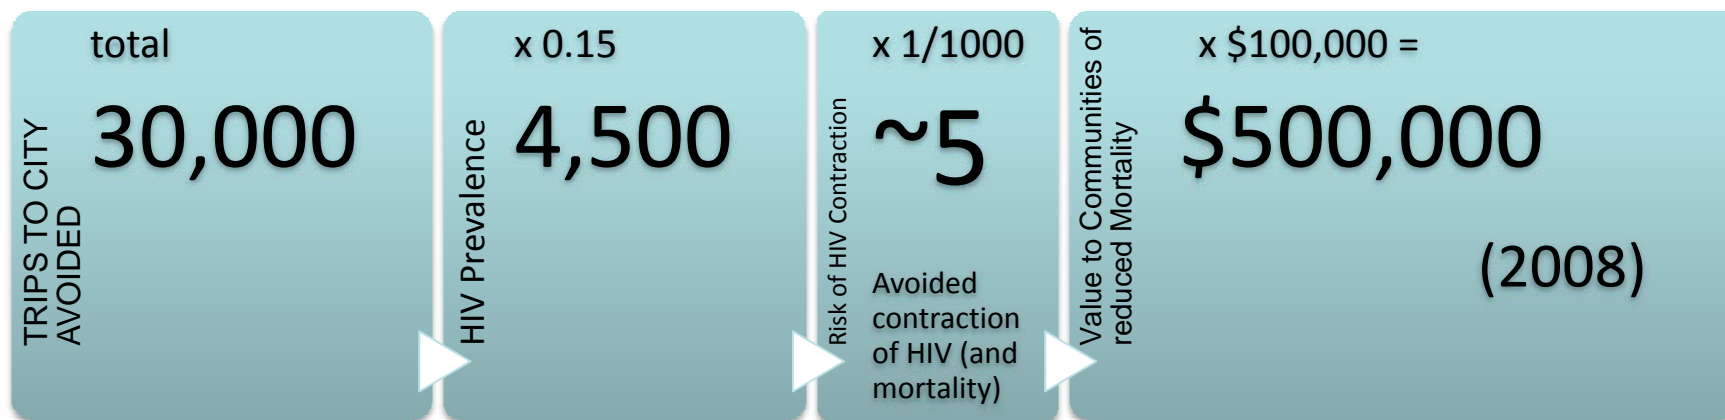 TRIPS TO CITY
AVOIDED
total
30,000
HIV Prevalence
x 0.15
4,500
Risk of HIV Contraction
x 1/1000
~5
Avoided
contraction
of HIV (and
mortality)
Value to Communities of
reduced Mortality
x $100,000 =
$500,000
(2008)